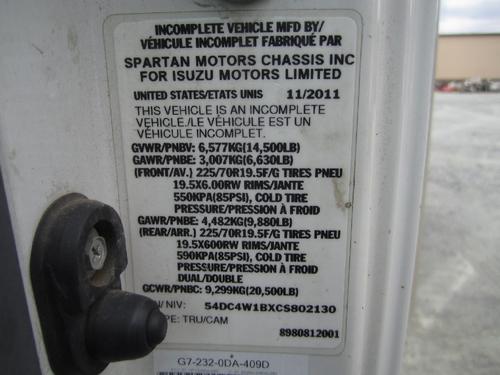 INCOMPLETE VEHICLE MFD BY/
VÉHICULE INCOMPLET FABRIQUÉ PAR
SPARTAN MOTORS CHASSIS INC
FOR ISUZU MOTORS LIMITED
UNITED STATES/ETATS UNIS 11/2011
THIS VEHICLE IS AN INCOMPLETE
VEHICLE./LE VÉHICULE EST UN
VÉHICULE INCOMPLET.
GVWR/PNBV: 6,577KG(14,500LB)
GAWR/PNBE: 3,007KG(6,630LB)
(FRONT/AV.) 225/70R19.5F/G TIRES PNEU
19.5X6.00RW RIMS/JANTE
550KPA(85PSI), COLD TIRE
PRESSURE/PRESSION À FROID
GAWR/PNBE: 4,482KG(9,880LB)
(REAR/ARR.) 225/70R19.5F/G TIRES PNEU
19.5X600RW RIMS/JANTE
590KPA(85PSI), COLD TIRE
PRESSURE/PRESSION À FROID
DUAL/DOUBLE
GCWR/PNBC: 9,299KG(20,500LB)
N/ NIV: 54DC4W1BXCS802130
PE: TRU/CAM
8980812001
G7-232-0DA-409D